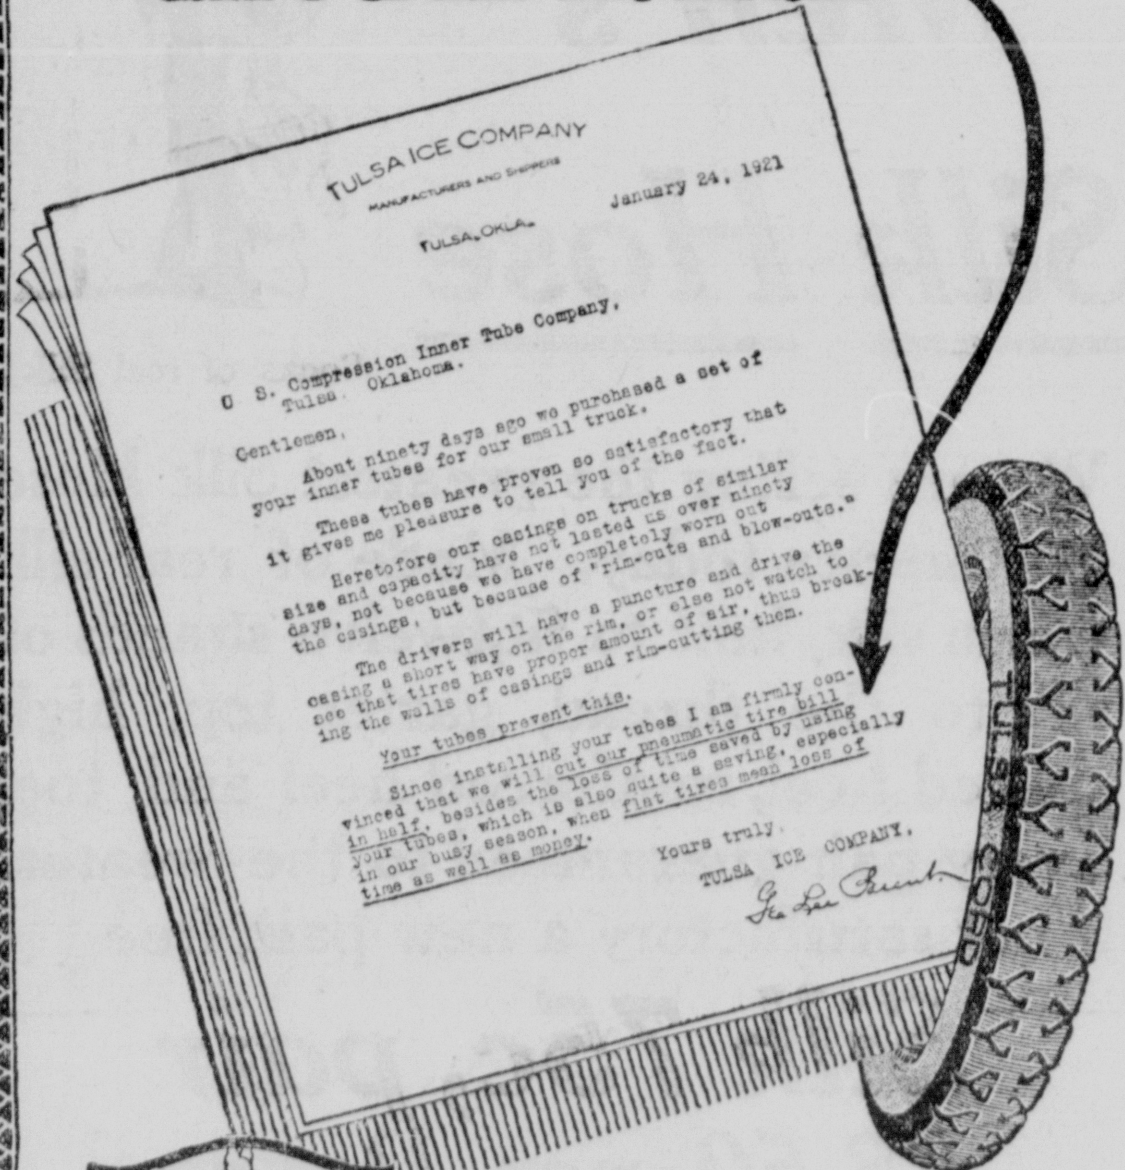 TULSA ICE COMPANY
MANUFACTURERS AND SHIPPERS
TULSA, OKLA.
January 24, 1921
U S. Compression Inner Tube Company,
Tulsa, Oklahoma.
Gentlemen,
About ninety days ago we purchased a set of
your inner tubes for our small truck.
These tubes have proven so satisfactory that
it gives me pleasure to tell you of the fact.
Heretofore our casings on trucks of similar
size and capacity have not lasted us over ninety
days, not because we have completely worn out
the casings, but because of "rim-cuts and blow-outs."
The drivers will have a puncture and drive the
casing a short way on the rim, or else not watch to
see that tires have propor amount of air, thus break-
ing the walls of casings and rim-cutting them.
Your tubes prevent this.
Since installing your tubes I am firmly con-
vinced that we will cut our pneumatic tire bill
in half, besides the loss of time saved by using
your tubes, which is also quite a saving, especially
in our busy season, when flat tires mean loss of
time as well as money.
Yours truly,
TULSA ICE COMPANY,
Geo Lee
TULSA CORD